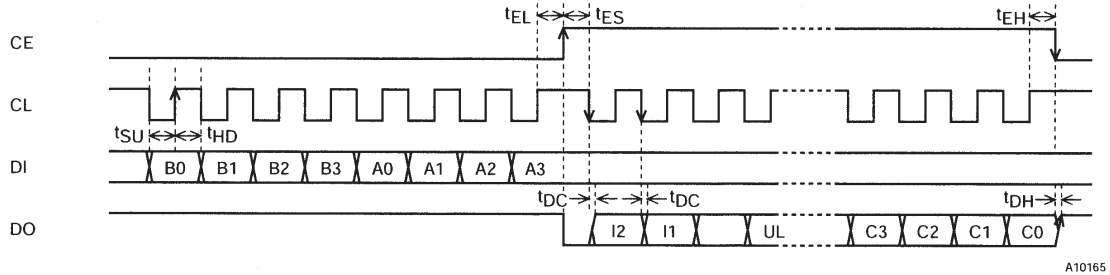 tEL tES tEH
CE
CL
tSU tHD
DI B0 B1 B2 B3 A0 A1 A2 A3
tDC tDC tDH
DO I2 I1 UL C3 C2 C1 C0
A10165